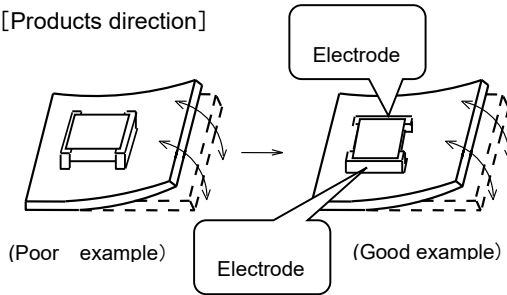 [Products direction]
Electrode
(Poor example)
Electrode
(Good example)